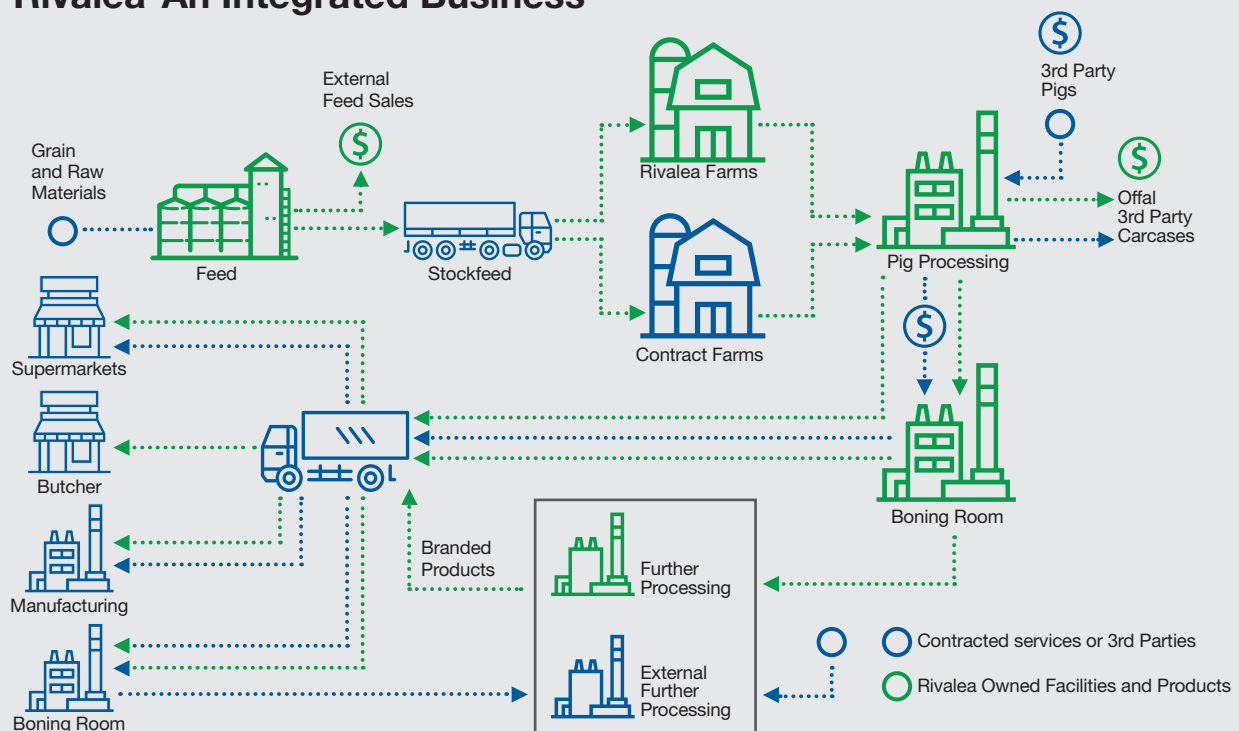 Rivalea An Integrated Business
External
Feed Sales
$
3rd Party
Pigs
$
Grain
and Raw
Materials
Feed
Stockfeed
Rivalea Farms
Contract Farms
Pig Processing
$
Offal
3rd Party
Carcases
$
Supermarkets
Butcher
Manufacturing
Boning Room
Branded
Products
Boning Room
Further
Processing
External
Further
Processing
Contracted services or 3rd Parties
Rivalea Owned Facilities and Products